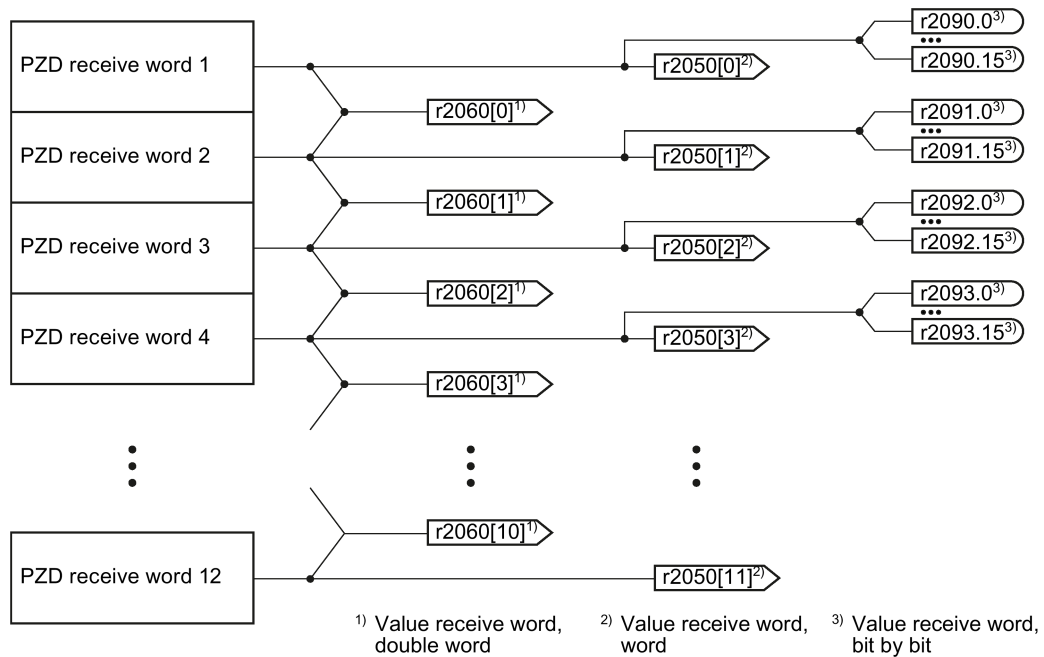 r2090.0³⁾
•••
PZD receive word 1
r2050[0]²⁾
r2090.15³⁾
r2060[0]¹⁾
r2091.0³⁾
•••
PZD receive word 2
r2050[1]²⁾
r2091.15³⁾
r2060[1]¹⁾
r2092.0³⁾
•••
PZD receive word 3
r2050[2]²⁾
r2092.15³⁾
r2060[2]¹⁾
r2093.0³⁾
•••
PZD receive word 4
r2050[3]²⁾
r2093.15³⁾
r2060[3]¹⁾
r2060[10]¹⁾
PZD receive word 12
r2050[11]²⁾
¹⁾ Value receive word,
double word
²⁾ Value receive word,
word
³⁾ Value receive word,
bit by bit